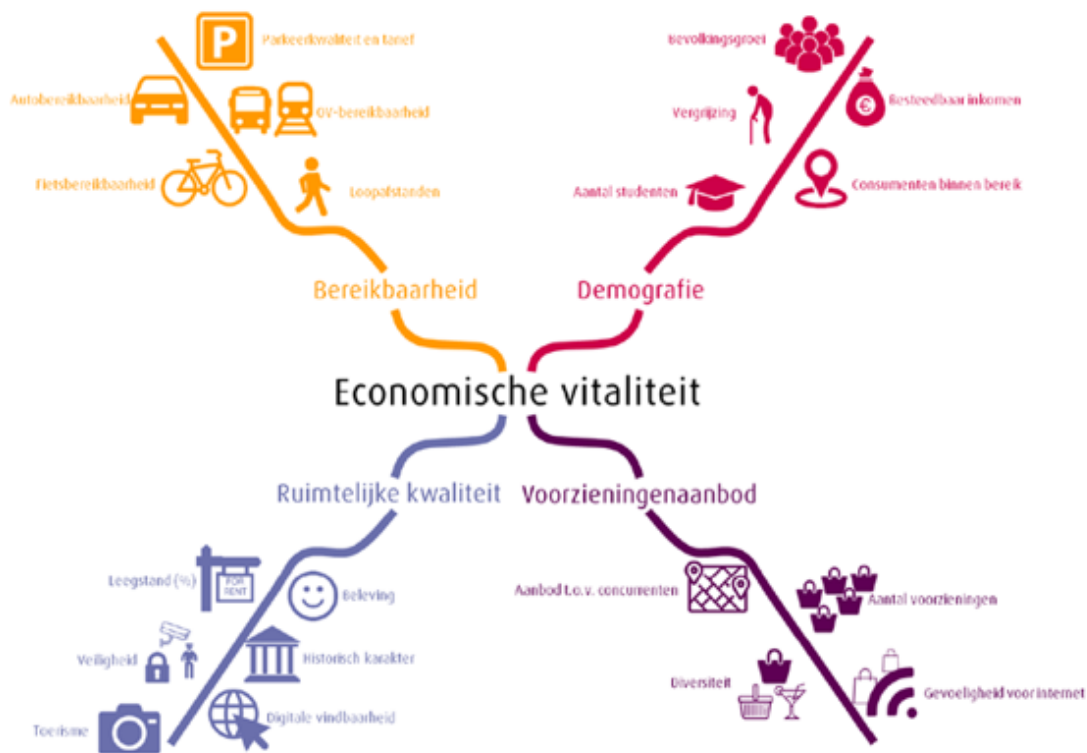 P
Parkeerkwaliteit en tarief
Autobereikbaarheid
OV-bereikbaarheid
Fietsbereikbaarheid
Loopafstanden
Bereikbaarheid
Bevolkingsgroei
€
Besteedbaar inkomen
Vergrijzing
Aantal studenten
Consumenten binnen bereik
Demografie
Economische vitaliteit
Ruimtelijke kwaliteit
Leegstand (%)
FOR
RENT
Beleving
Veiligheid
Historisch karakter
Toerisme
Digitale vindbaarheid
Voorzieningenaanbod
Aanbod t.o.v. concurrenten
Aantal voorzieningen
Diversiteit
Gevoeligheid voor internet